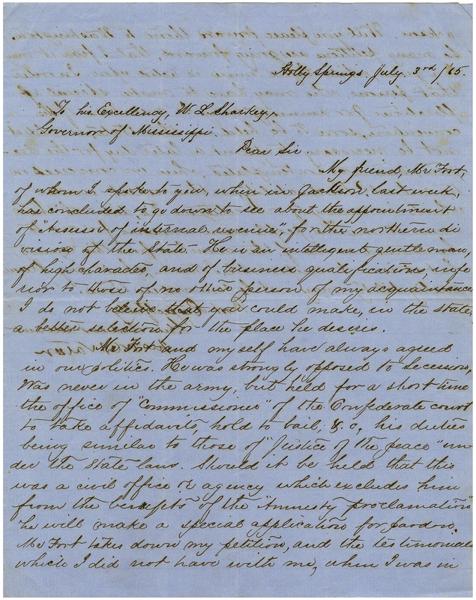 Holly Springs July 3rd /65
To his Excellency, W. L. Sharkey,
Governor of Mississippi.
Dear Sir.
My friend, Mr Fort,
of whom I spoke to you, when in Jackson last week,
has concluded to go down to see about the appointment
of Assessor of internal revenue, for the northern di
vision of the State. He is an intelligent gentleman,
of high character, and of business qualifications, infe
rior to those of no other person of my acquaintance
I do not believe that you could make, in the state,
a better selection for the place he desires.
Mr Fort and myself have always agreed
in our politics. He was strongly opposed to secession,
was never in the army, but held for a short time
the office of "Commissioner" of the Confederate court
to take affidavits, hold to bail, &c, his duties
being similar to those of "Justice of the peace" un
der the State laws. Should it be held that this
was a civil office or agency which excludes him
from the benefits of the Amnesty proclamation
he will make a special application for pardon.
Mr Fort takes down my petition, and the testimonials
which I did not have with me, when I was in